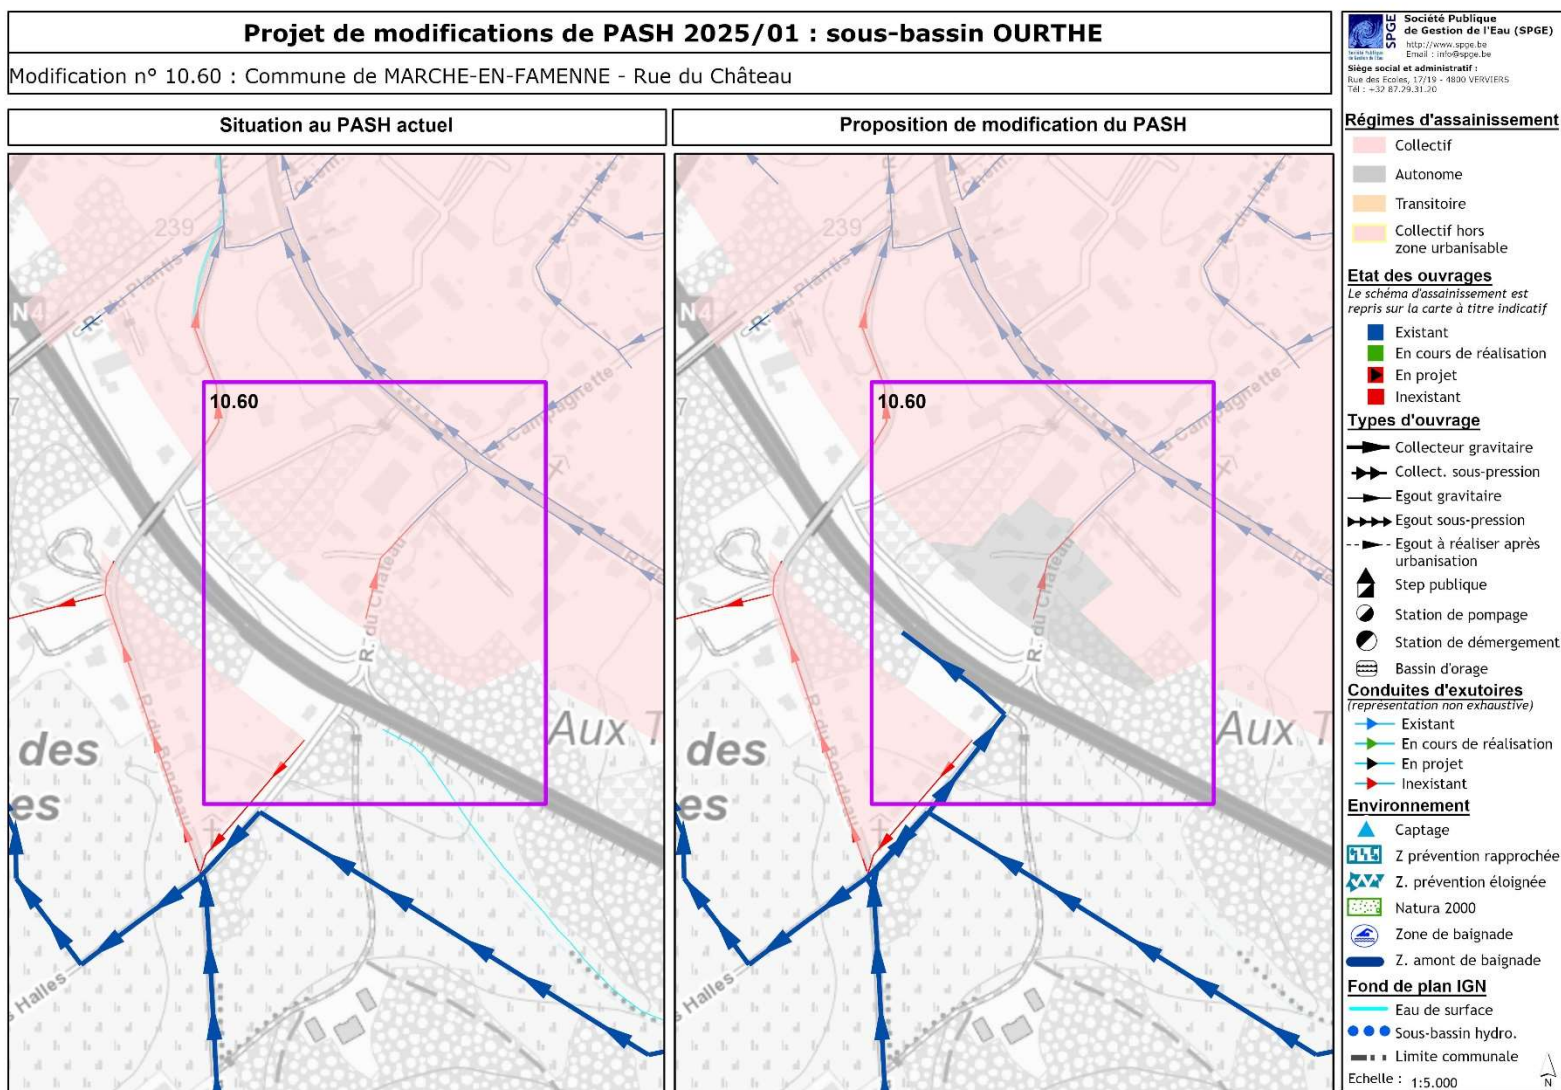 Projet de modifications de PASH 2025/01 : sous-bassin OURTHE
Modification n° 10.60 : Commune de MARCHE-EN-FAMENNE - Rue du Château
Situation au PASH actuel
239
N4
10.60
R. du Château
R. du Bondeau
des
es
Aux T
s Halles
Proposition de modification du PASH
239
N4
7
10.60
du Campagnette
R. du Château
R. du Bondeau
des
es
Aux T
s Halles
SPGE
Société Publique
de Gestion de l'Eau (SPGE)
http://www.spge.be
Email : info@spge.be
Siège social et administratif :
Rue des Ecoles, 17/19 - 4800 VERVIERS
Tél : +32 87.29.31.20
Régimes d'assainissement
Collectif
Autonome
Transitoire
Collectif hors
zone urbanisable
Etat des ouvrages
Le schéma d'assainissement est
repris sur la carte à titre indicatif
Existant
En cours de réalisation
En projet
Inexistant
Types d'ouvrage
Collecteur gravitaire
Collect. sous-pression
Egout gravitaire
Egout sous-pression
Egout à réaliser après
urbanisation
Step publique
Station de pompage
Station de démergement
Bassin d'orage
Conduites d'exutoires
(représentation non exhaustive)
Existant
En cours de réalisation
En projet
Inexistant
Environnement
Captage
Z prévention rapprochée
Z. prévention éloignée
Natura 2000
Zone de baignade
Z. amont de baignade
Fond de plan IGN
Eau de surface
Sous-bassin hydro.
Limite communale
Echelle : 1:5.000
N